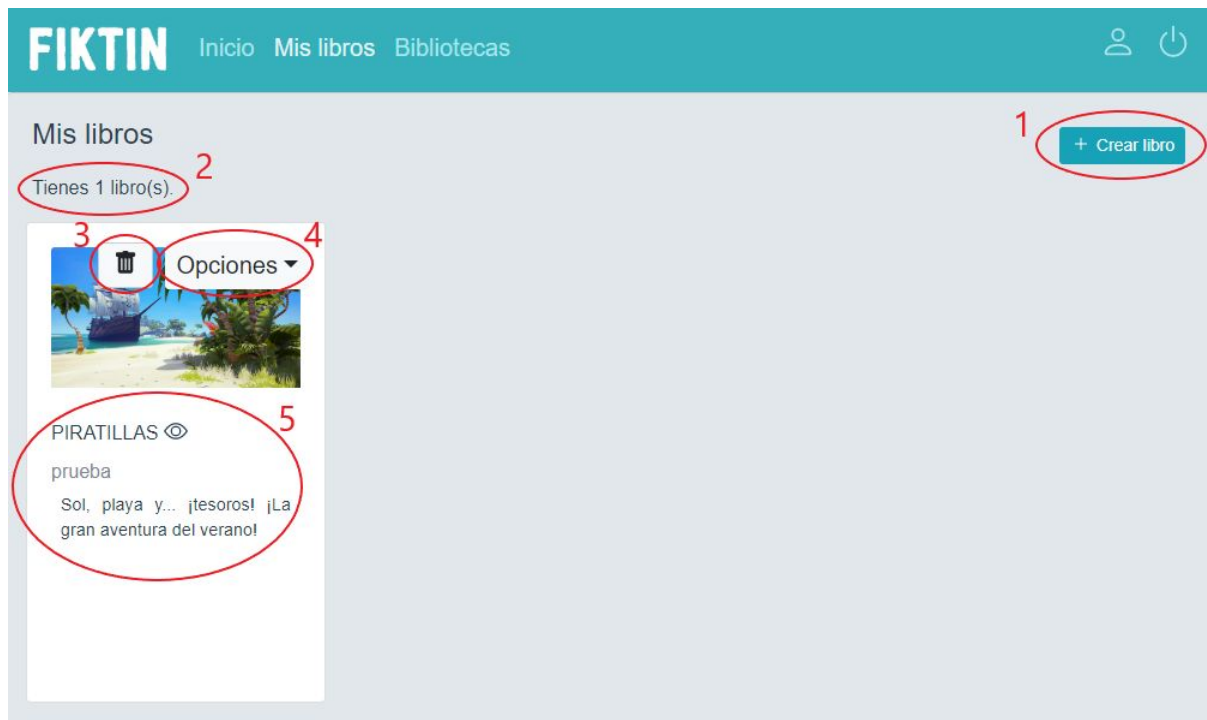 FIKTIN Inicio Mis libros Bibliotecas
Mis libros
1
+ Crear libro
Tienes 1 libro(s).
2
3
4
Opciones
5
PIRATILLAS
prueba
Sol, playa y... ¡tesoros! ¡La
gran aventura del verano!